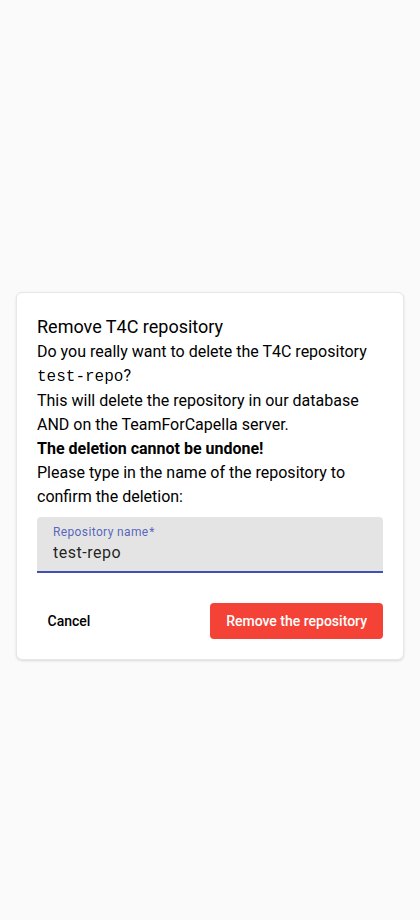 Remove T4C repository
Do you really want to delete the T4C repository
test-repo?
This will delete the repository in our database
AND on the TeamForCapella server.
The deletion cannot be undone!
Please type in the name of the repository to
confirm the deletion:
Repository name*
test-repo
Cancel
Remove the repository